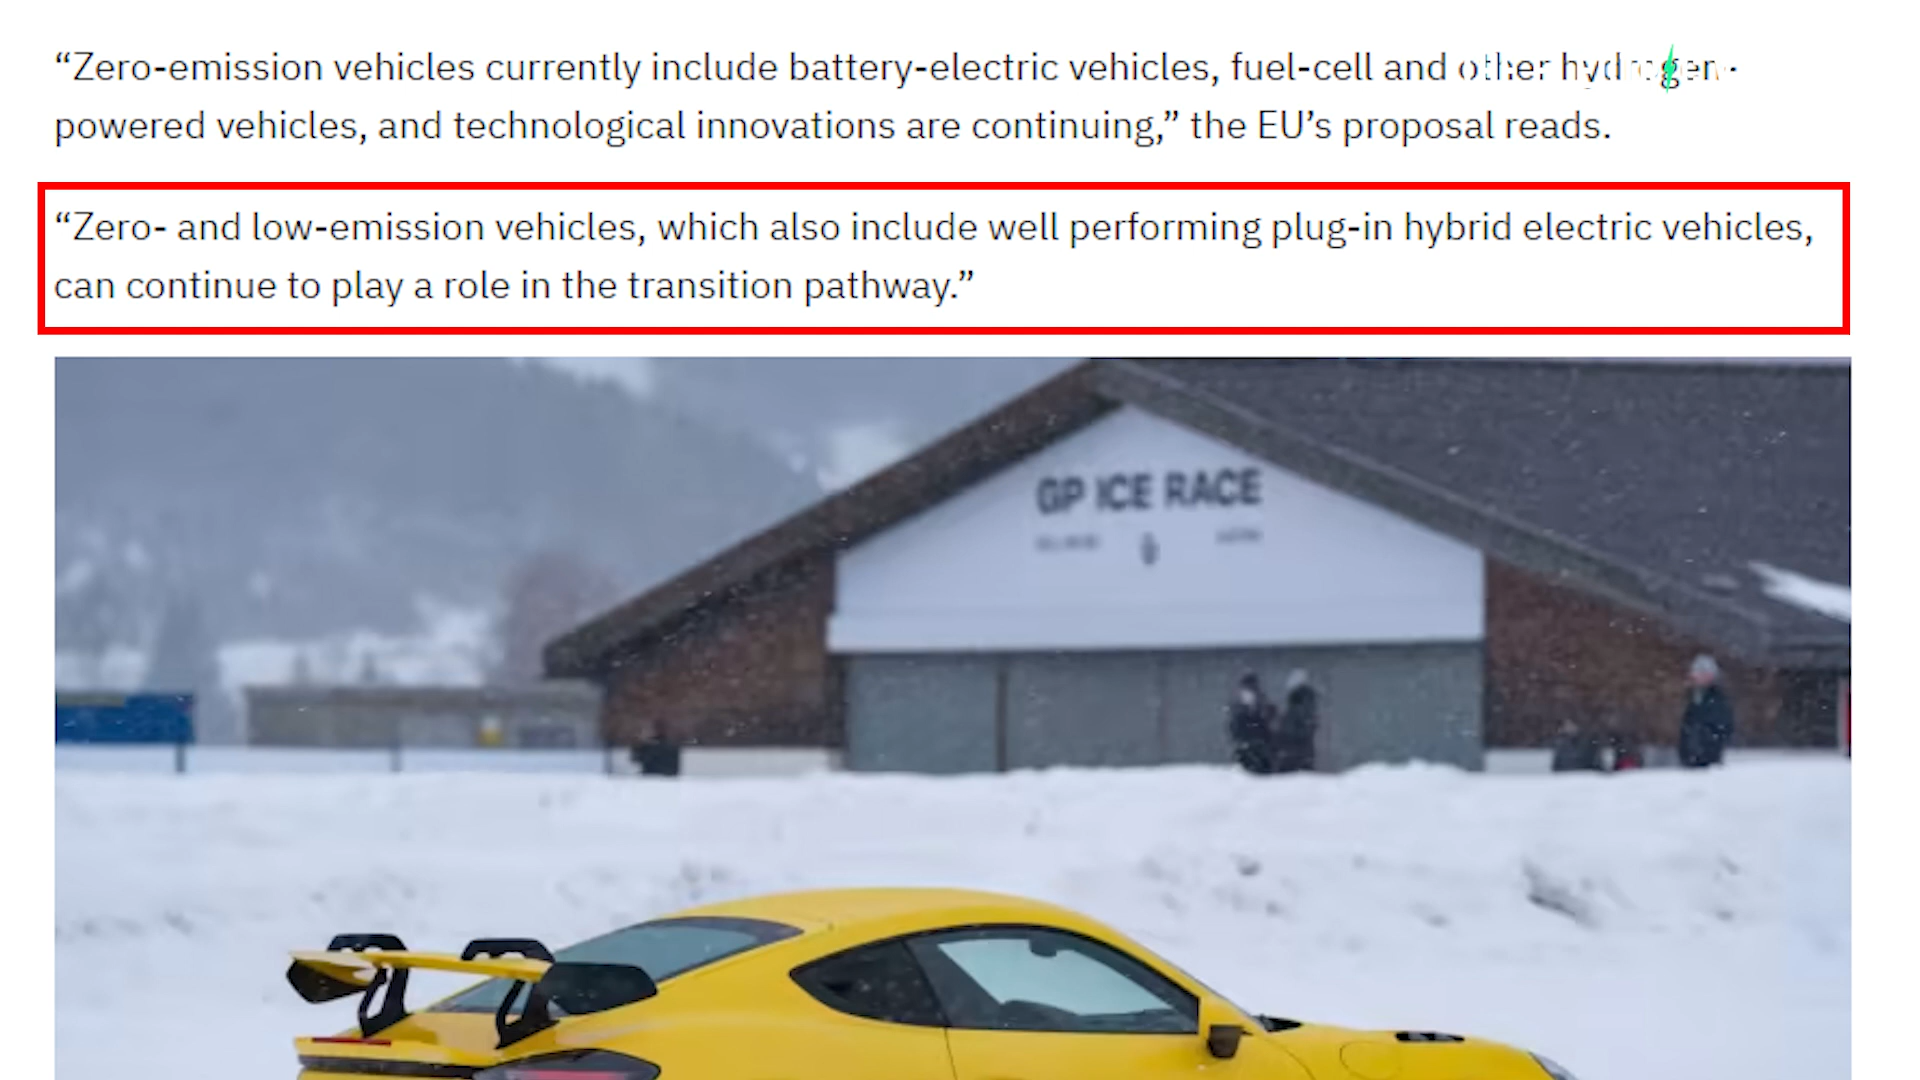 “Zero-emission vehicles currently include battery-electric vehicles, fuel-cell and other hydrogen-
powered vehicles, and technological innovations are continuing,” the EU’s proposal reads.
“Zero- and low-emission vehicles, which also include well performing plug-in hybrid electric vehicles,
can continue to play a role in the transition pathway.”
GP ICE RACE